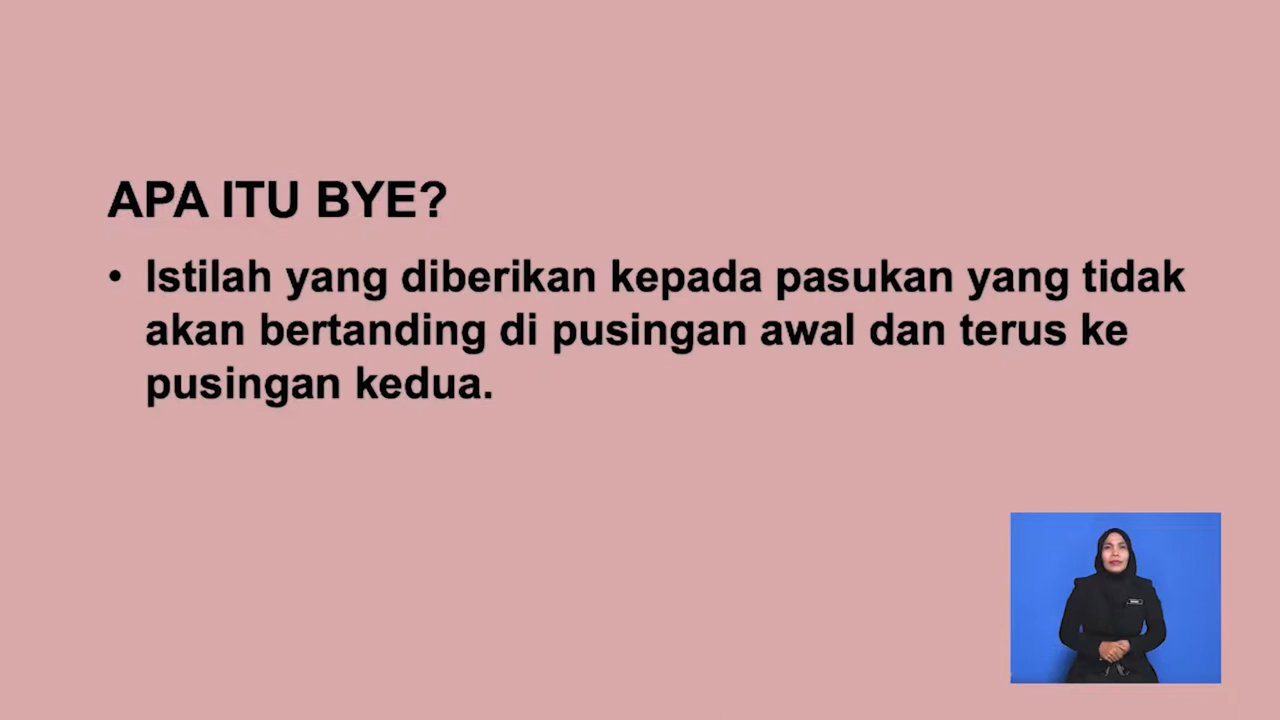 APA ITU BYE?
• Istilah yang diberikan kepada pasukan yang tidak
akan bertanding di pusingan awal dan terus ke
pusingan kedua.